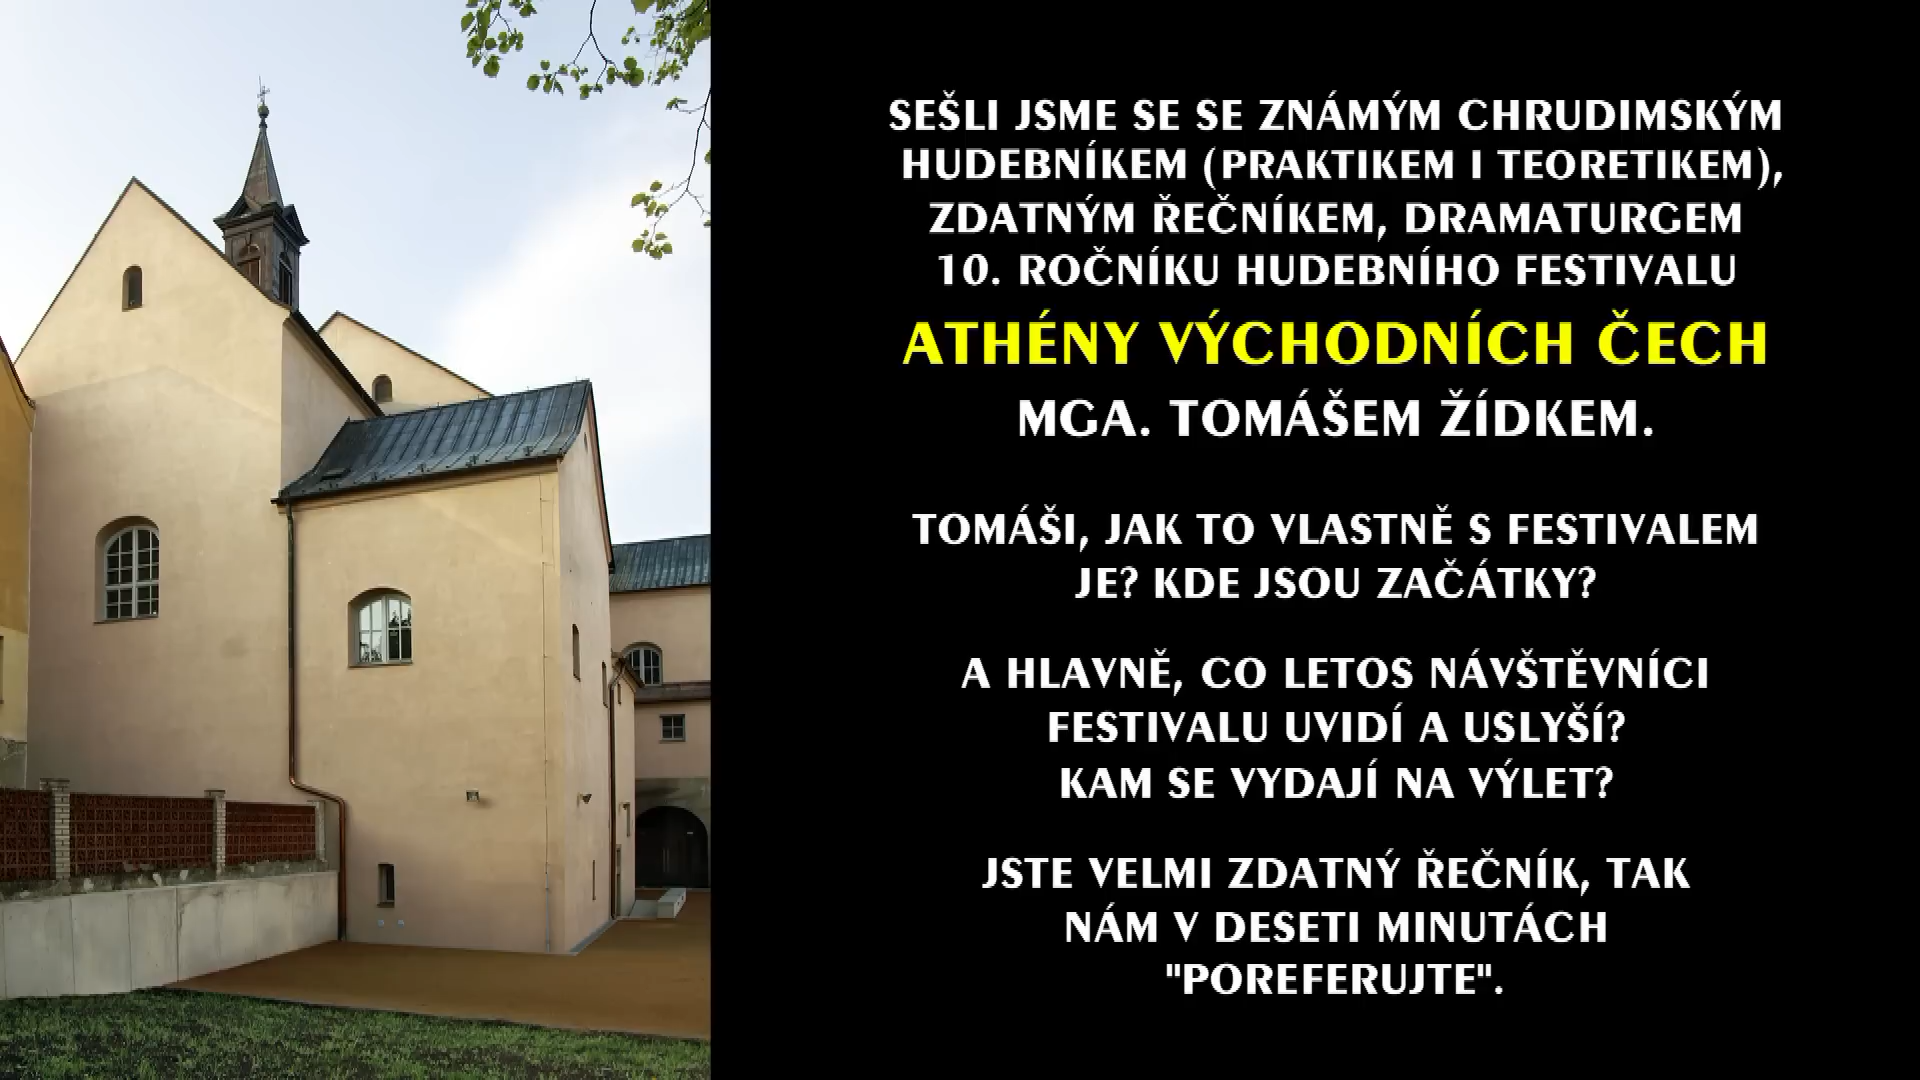 SEŠLI JSME SE SE ZNÁMÝM CHRUDIMSKÝM
HUDEBNÍKEM (PRAKTIKEM I TEORETIKEM),
ZDATNÝM ŘEČNÍKEM, DRAMATURGEM
10. ROČNÍKU HUDEBNÍHO FESTIVALU
ATHÉNY VÝCHODNÍCH ČECH
MGA. TOMÁŠEM ŽÍDKEM.
TOMÁŠI, JAK TO VLASTNĚ S FESTIVALEM
JE? KDE JSOU ZAČÁTKY?
A HLAVNĚ, CO LETOS NÁVŠTĚVNÍCI
FESTIVALU UVIDÍ A USLYŠÍ?
KAM SE VYDAJÍ NA VÝLET?
JSTE VELMI ZDATNÝ ŘEČNÍK, TAK
NÁM V DESETI MINUTÁCH
"POREFERUJTE".